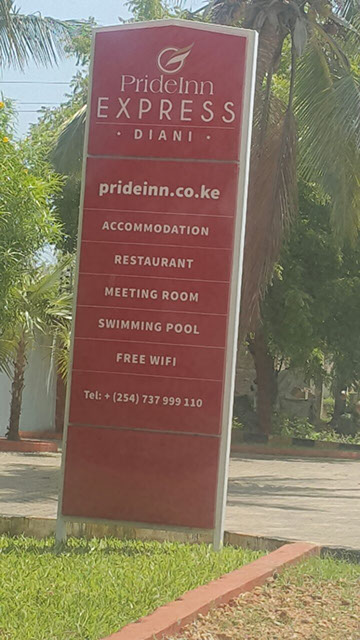 PrideInn
EXPRESS
• DIANI •
prideinn.co.ke
ACCOMMODATION
RESTAURANT
MEETING ROOM
SWIMMING POOL
FREE WIFI
Tel: + (254) 737 999 110